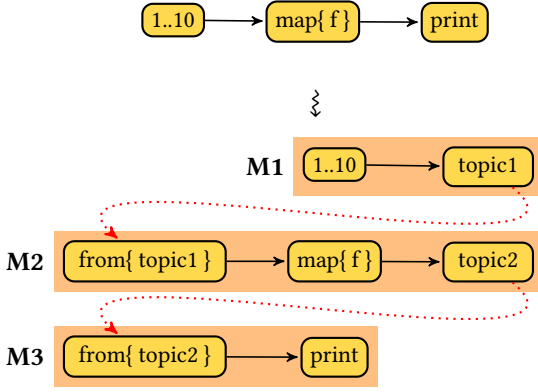 1..10 map{ f } print
M1 1..10 topic1
M2 from{ topic1 } map{ f } topic2
M3 from{ topic2 } print